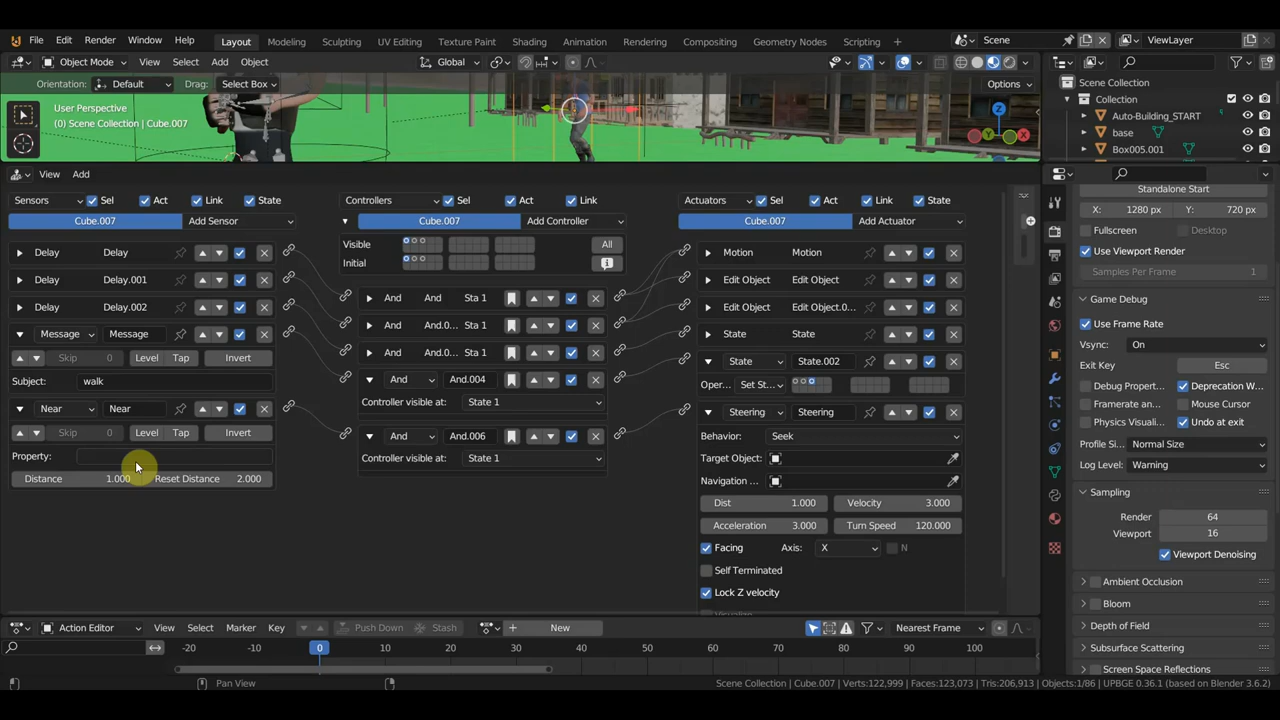 File Edit Render Window Help Layout Modeling Sculpting UV Editing Texture Paint Shading Animation Rendering Compositing Geometry Nodes Scripting + Scene ViewLayer
Object Mode View Select Add Object Global Options
Orientation: Default Drag: Select Box
User Perspective
(0) Scene Collection | Cube.007
Z
Y
X
Scene Collection
Collection
Auto-Building_START
base
Box005.001
View Add
Sensors Sel Act Link State Controllers Sel Act Link Actuators Sel Act Link State
Cube.007 Add Sensor Cube.007 Add Controller Cube.007 Add Actuator
Visible All
Initial
Delay Delay
Delay Delay.001
Delay Delay.002
Message Message
Skip 0 Level Tap Invert
Subject: walk
Near Near
Skip 0 Level Tap Invert
Property:
Distance 1.000 Reset Distance 2.000
And And Sta 1
And And.0... Sta 1
And And.0... Sta 1
And And.004
Controller visible at: State 1
And And.006
Controller visible at: State 1
Motion Motion
Edit Object Edit Object
Edit Object Edit Object.0...
State State
State State.002
Oper... Set St...
Steering Steering
Behavior: Seek
Target Object:
Navigation ...
Dist 1.000 Velocity 3.000
Acceleration 3.000 Turn Speed 120.000
Facing Axis: X N
Self Terminated
Lock Z velocity
Standalone Start
X: 1280 px Y: 720 px
Fullscreen Desktop
Use Viewport Render
Samples Per Frame 1
Game Debug
Use Frame Rate
Vsync: On
Exit Key Esc
Debug Propert... Deprecation W...
Framerate an... Mouse Cursor
Physics Visuali... Undo at exit
Profile Si... Normal Size
Log Level: Warning
Sampling
Render 64
Viewport 16
Viewport Denoising
Ambient Occlusion
Bloom
Depth of Field
Subsurface Scattering
Screen Space Reflections
Action Editor View Select Marker Key Push Down Stash + New Nearest Frame
-20 -10 0 10 20 30 40 50 60 70 80 90 100
Pan View Scene Collection | Cube.007 | Verts:122,999 | Faces:123,073 | Tris:206,913 | Objects:1/86 | UPBGE 0.36.1 (based on Blender 3.6.2)